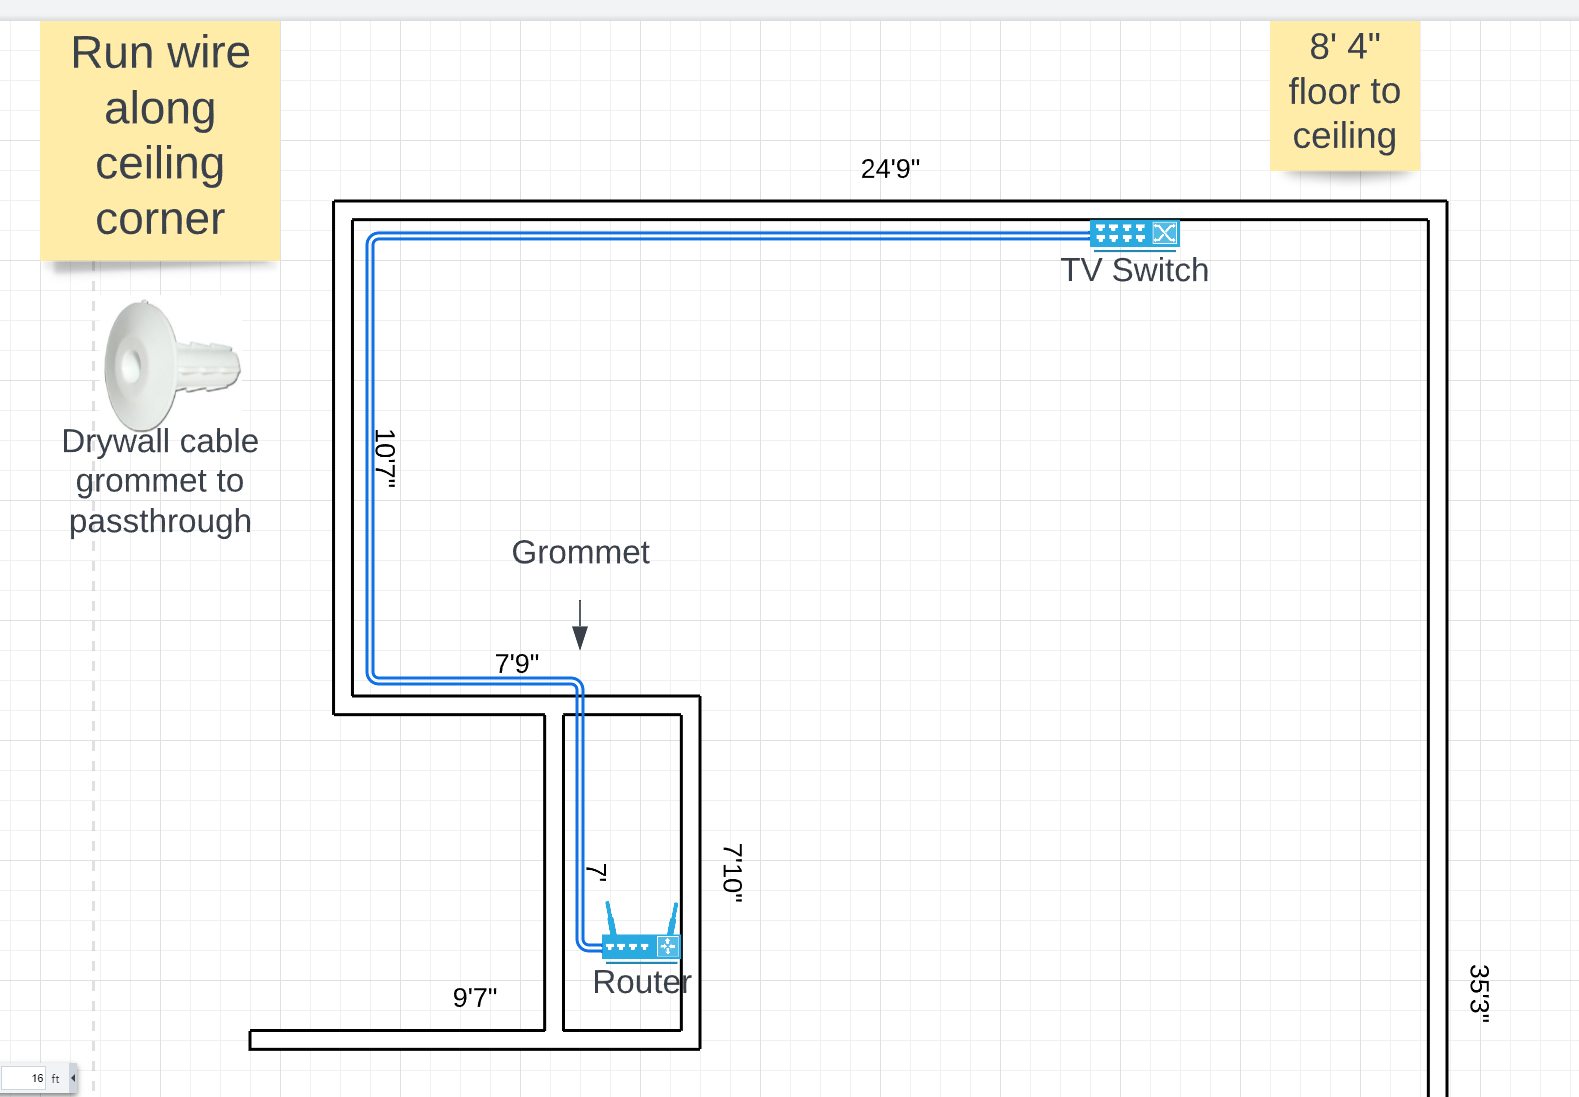 Run wire
along
ceiling
corner
8' 4"
floor to
ceiling
24'9"
TV Switch
Drywall cable
grommet to
passthrough
10'7"
Grommet
7'9"
7'
7'10"
Router
9'7"
35'3"
16 ft